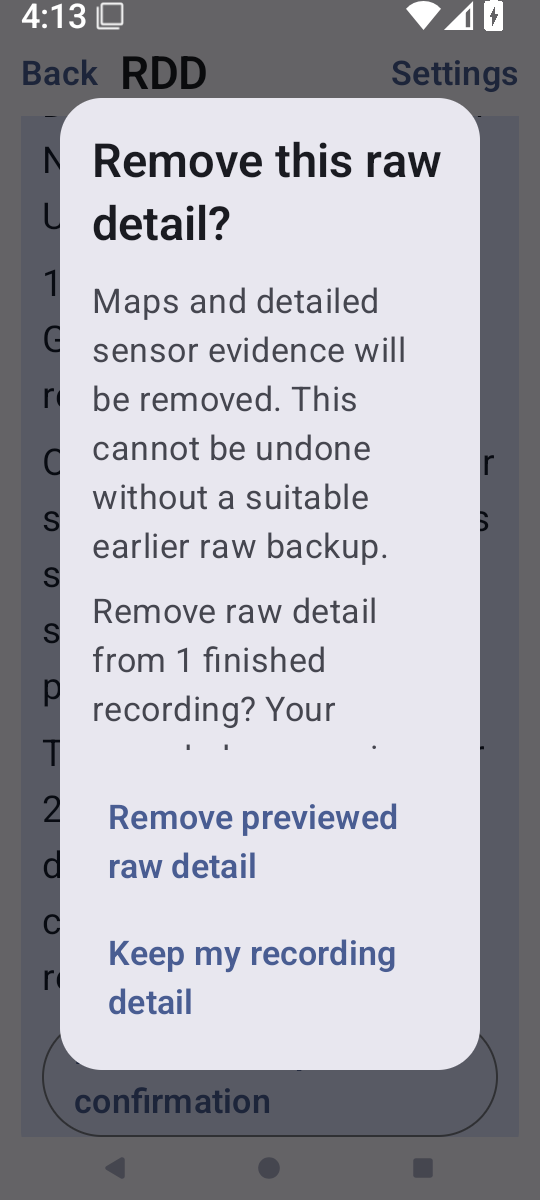 4:13
Back RDD Settings
Remove this raw
detail?
Maps and detailed
sensor evidence will
be removed. This
cannot be undone
without a suitable
earlier raw backup.
Remove raw detail
from 1 finished
recording? Your
Remove previewed
raw detail
Keep my recording
detail
confirmation